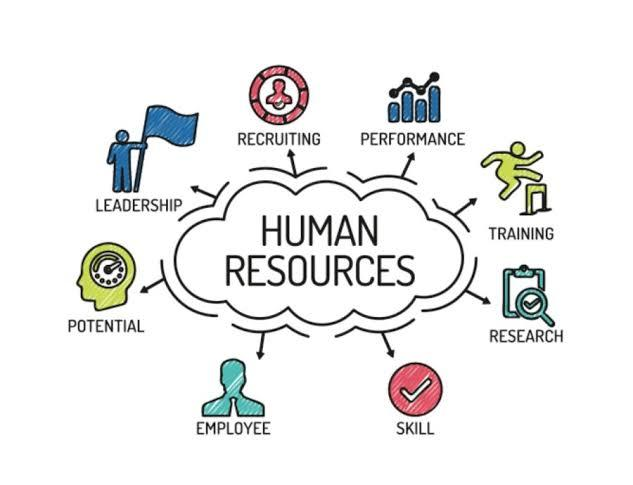 RECRUITING
PERFORMANCE
LEADERSHIP
HUMAN
RESOURCES
TRAINING
POTENTIAL
RESEARCH
EMPLOYEE
SKILL